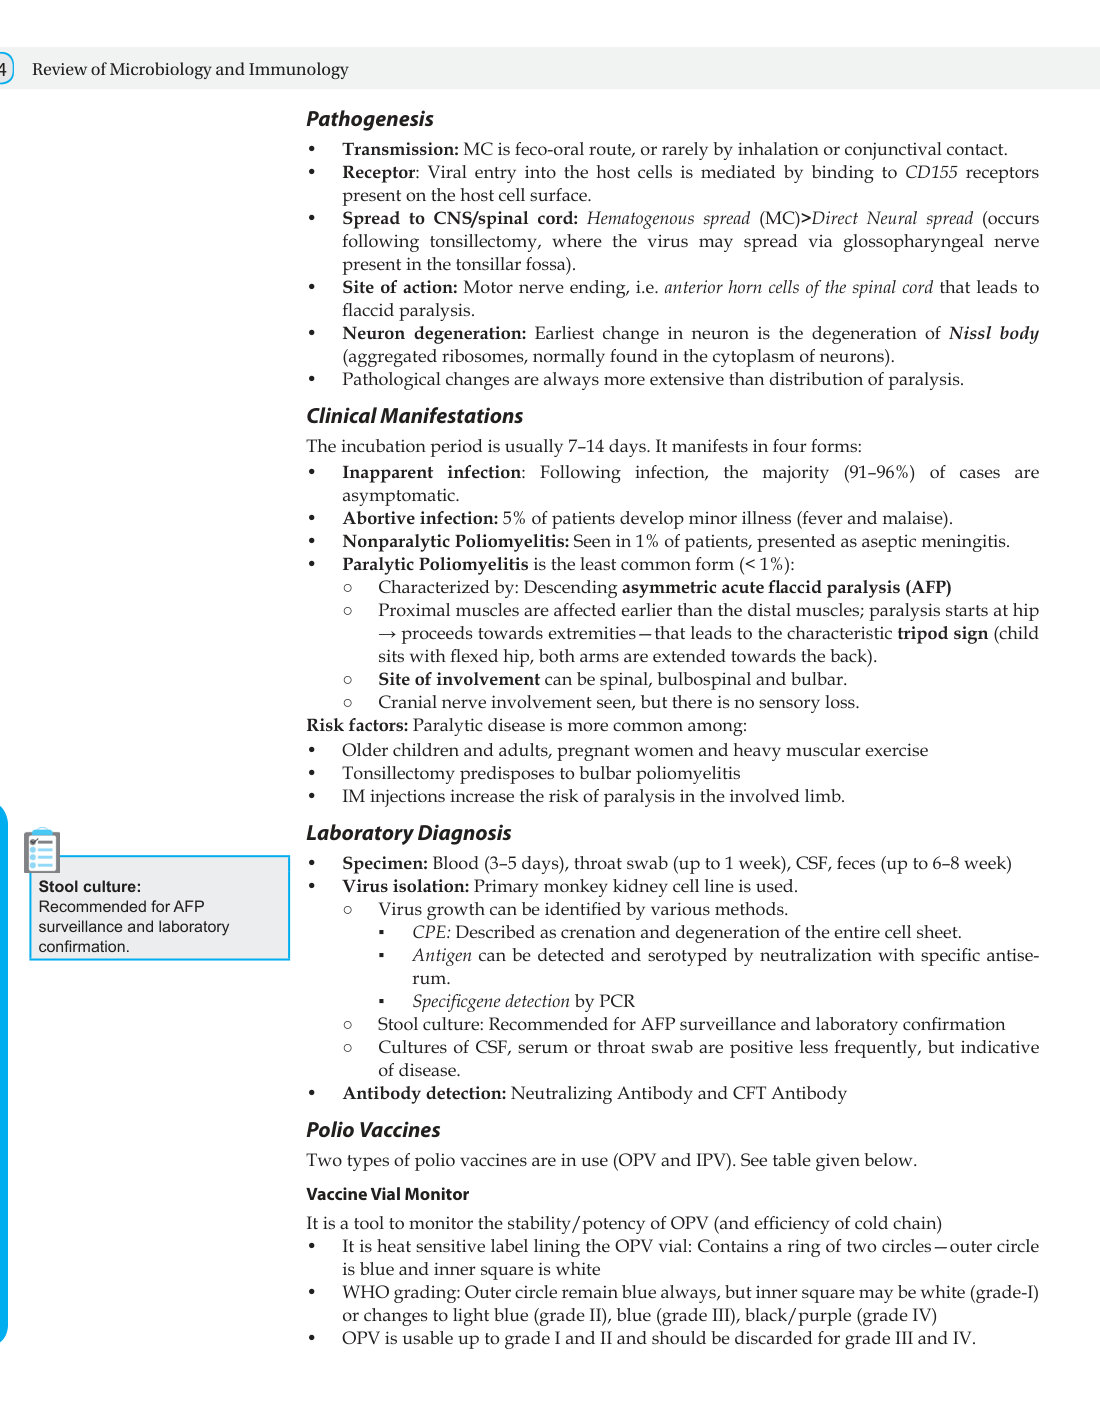 4 Review of Microbiology and Immunology
Pathogenesis
• Transmission: MC is feco-oral route, or rarely by inhalation or conjunctival contact.
• Receptor: Viral entry into the host cells is mediated by binding to CD155 receptors
present on the host cell surface.
• Spread to CNS/spinal cord: Hematogenous spread (MC)>Direct Neural spread (occurs
following tonsillectomy, where the virus may spread via glossopharyngeal nerve
present in the tonsillar fossa).
• Site of action: Motor nerve ending, i.e. anterior horn cells of the spinal cord that leads to
flaccid paralysis.
• Neuron degeneration: Earliest change in neuron is the degeneration of Nissl body
(aggregated ribosomes, normally found in the cytoplasm of neurons).
• Pathological changes are always more extensive than distribution of paralysis.
Clinical Manifestations
The incubation period is usually 7–14 days. It manifests in four forms:
• Inapparent infection: Following infection, the majority (91–96%) of cases are
asymptomatic.
• Abortive infection: 5% of patients develop minor illness (fever and malaise).
• Nonparalytic Poliomyelitis: Seen in 1% of patients, presented as aseptic meningitis.
• Paralytic Poliomyelitis is the least common form (< 1%):
○ Characterized by: Descending asymmetric acute flaccid paralysis (AFP)
○ Proximal muscles are affected earlier than the distal muscles; paralysis starts at hip
→ proceeds towards extremities—that leads to the characteristic tripod sign (child
sits with flexed hip, both arms are extended towards the back).
○ Site of involvement can be spinal, bulbospinal and bulbar.
○ Cranial nerve involvement seen, but there is no sensory loss.
Risk factors: Paralytic disease is more common among:
• Older children and adults, pregnant women and heavy muscular exercise
• Tonsillectomy predisposes to bulbar poliomyelitis
• IM injections increase the risk of paralysis in the involved limb.
Laboratory Diagnosis
• Specimen: Blood (3–5 days), throat swab (up to 1 week), CSF, feces (up to 6–8 week)
• Virus isolation: Primary monkey kidney cell line is used.
○ Virus growth can be identified by various methods.
▪ CPE: Described as crenation and degeneration of the entire cell sheet.
▪ Antigen can be detected and serotyped by neutralization with specific antise-
rum.
▪ Specificgene detection by PCR
○ Stool culture: Recommended for AFP surveillance and laboratory confirmation
○ Cultures of CSF, serum or throat swab are positive less frequently, but indicative
of disease.
• Antibody detection: Neutralizing Antibody and CFT Antibody
Stool culture:
Recommended for AFP
surveillance and laboratory
confirmation.
Polio Vaccines
Two types of polio vaccines are in use (OPV and IPV). See table given below.
Vaccine Vial Monitor
It is a tool to monitor the stability/potency of OPV (and efficiency of cold chain)
• It is heat sensitive label lining the OPV vial: Contains a ring of two circles—outer circle
is blue and inner square is white
• WHO grading: Outer circle remain blue always, but inner square may be white (grade-I)
or changes to light blue (grade II), blue (grade III), black/purple (grade IV)
• OPV is usable up to grade I and II and should be discarded for grade III and IV.